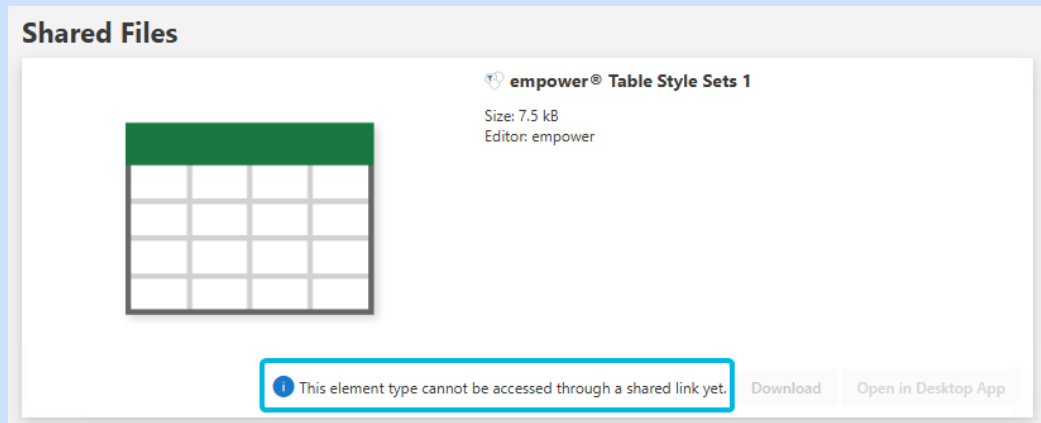 Shared Files
empower® Table Style Sets 1
Size: 7.5 kB
Editor: empower
This element type cannot be accessed through a shared link yet.
Download
Open in Desktop App